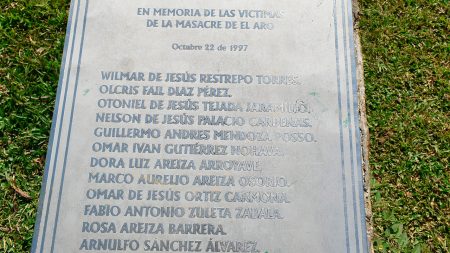 EN MEMORIA DE LAS VICTIMAS
DE LA MASACRE DE EL ARO
Octubre 22 de 1997
WILMAR DE JESÚS RESTREPO TORRES.
OLCRIS FAIL DIAZ PÉREZ.
OTONIEL DE JESÚS TEJADA JARAMILLO.
NELSON DE JESÚS PALACIO CARDENAS.
GUILLERMO ANDRES MENDOZA POSSO.
OMAR IVAN GUTIÉRREZ NOHAVA.
DORA LUZ AREIZA ARROYAVE.
MARCO AURELIO AREIZA OSORIO.
OMAR DE JESÚS ORTIZ CARMONA.
FABIO ANTONIO ZULETA ZABALA.
ROSA AREIZA BARRERA.
ARNULFO SÁNCHEZ ÁLVAREZ.